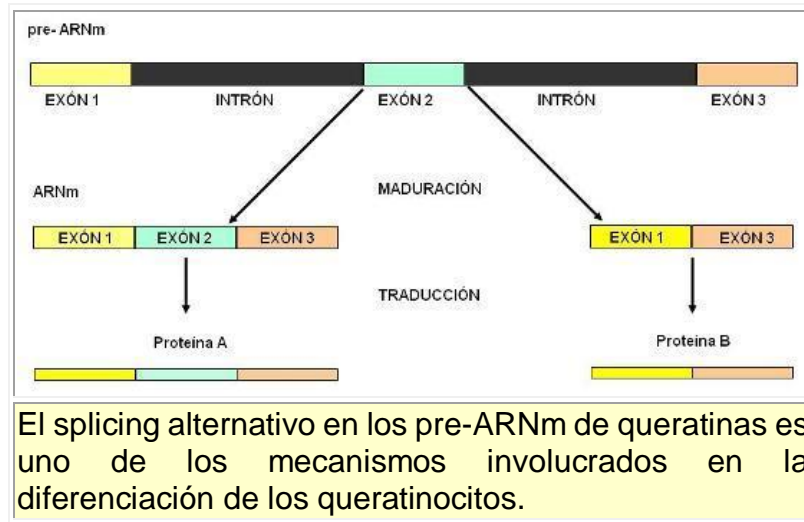 pre- ARNm
EXÓN 1 INTRÓN EXÓN 2 INTRÓN EXÓN 3
ARNm MADURACIÓN
EXÓN 1 EXÓN 2 EXÓN 3 EXÓN 1 EXÓN 3
TRADUCCIÓN
Proteína A Proteina B
El splicing alternativo en los pre-ARNm de queratinas es
uno de los mecanismos involucrados en la
diferenciación de los queratinocitos.